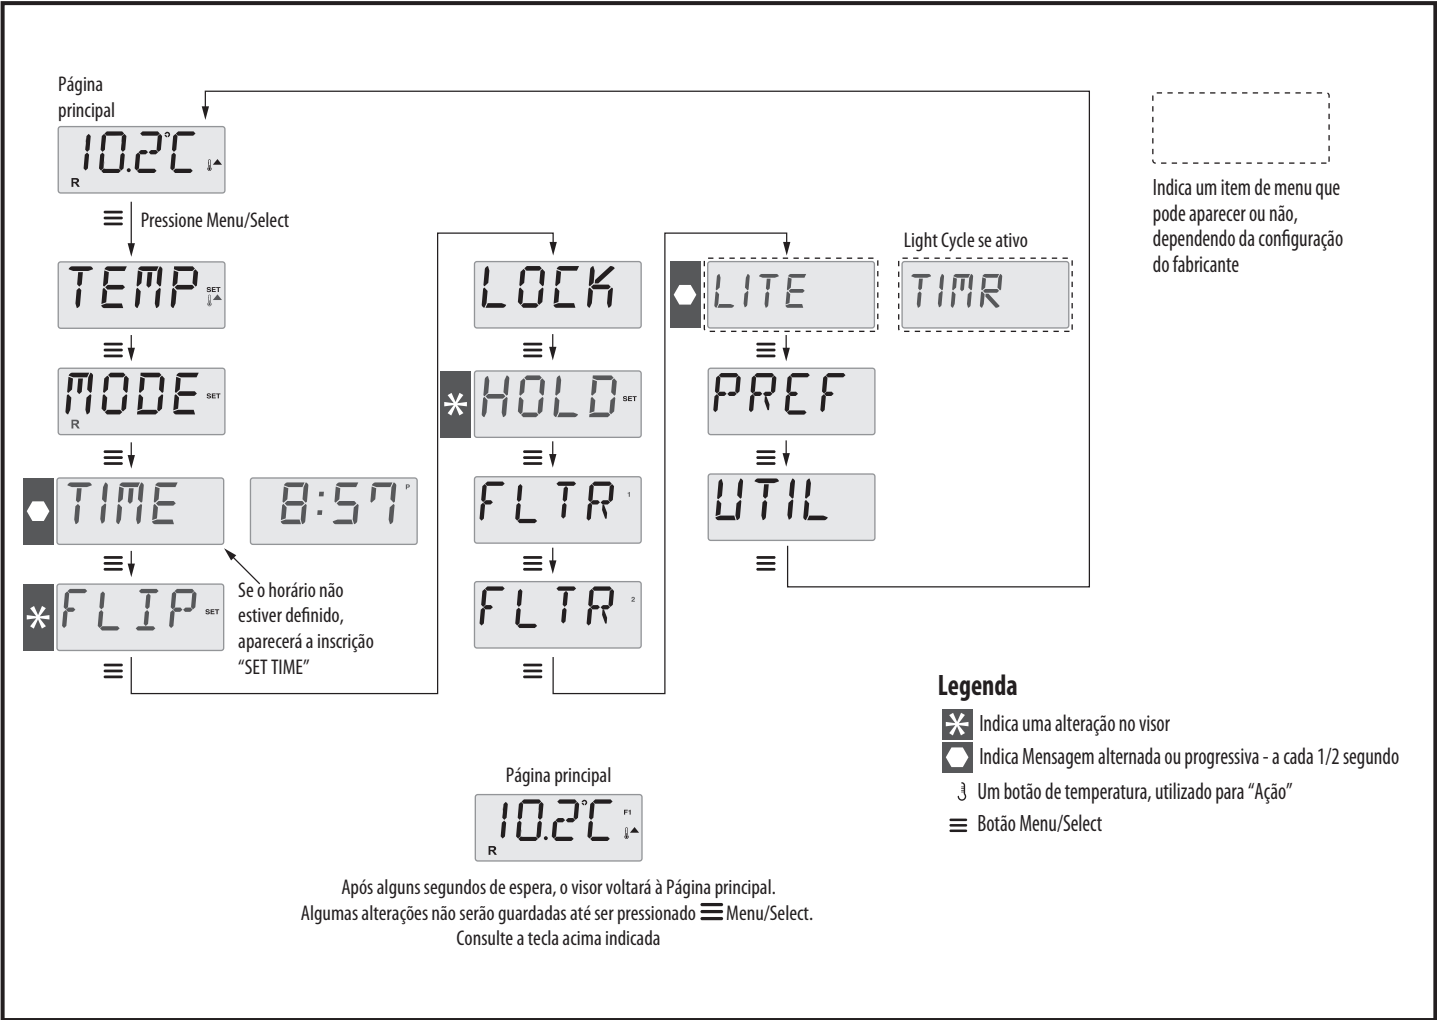 Página
principal
10.2°C
R
Pressione Menu/Select
TEMP SET
MODE SET
R
TIME
8:57 P
FLIP SET
Se o horário não
estiver definido,
aparecerá a inscrição
“SET TIME”
LOCK
HOLD SET
FLTR 1
FLTR 2
LITE
Light Cycle se ativo
TIMR
PREF
UTIL
Indica um item de menu que
pode aparecer ou não,
dependendo da configuração
do fabricante
Legenda
Indica uma alteração no visor
Indica Mensagem alternada ou progressiva - a cada 1/2 segundo
Um botão de temperatura, utilizado para “Ação”
Botão Menu/Select
Página principal
10.2°C F1
R
Após alguns segundos de espera, o visor voltará à Página principal.
Algumas alterações não serão guardadas até ser pressionado Menu/Select.
Consulte a tecla acima indicada